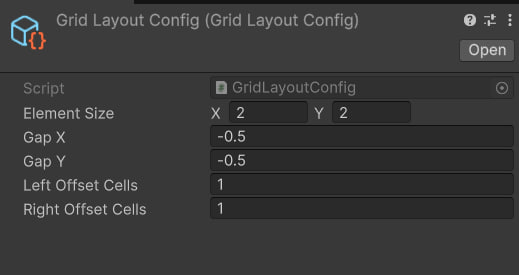 Grid Layout Config (Grid Layout Config)
Open
Script GridLayoutConfig
Element Size X 2 Y 2
Gap X -0.5
Gap Y -0.5
Left Offset Cells 1
Right Offset Cells 1